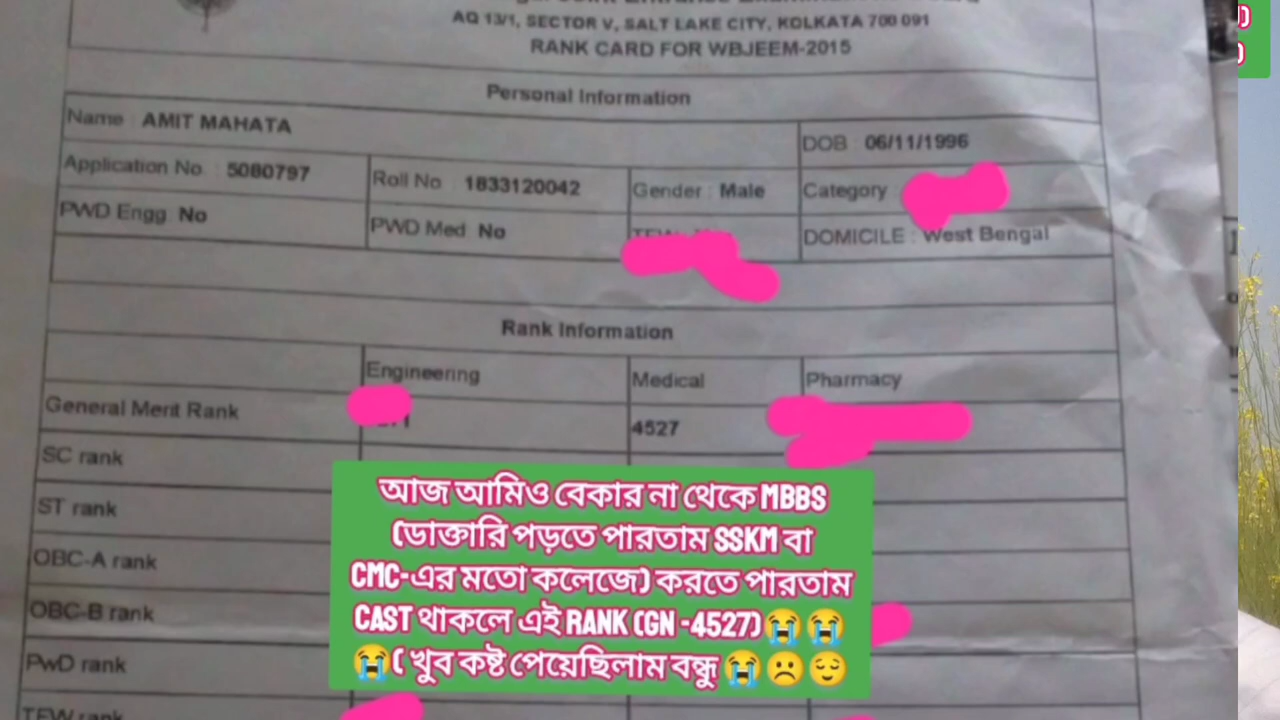 AQ 13/1, SECTOR V, SALT LAKE CITY, KOLKATA 700 091
RANK CARD FOR WBJEEM-2015
Personal Information
Name : AMIT MAHATA
DOB : 06/11/1996
Application No. : 5080797
Roll No : 1833120042
Gender : Male
Category
PWD Engg: No
PWD Med: No
DOMICILE : West Bengal
Rank Information
Engineering
Medical
Pharmacy
General Merit Rank
4527
SC rank
ST rank
OBC-A rank
OBC-B rank
PwD rank
TFW rank
আজ আমিও বেকার না থেকে MBBS
(ডাক্তারি পড়তে পারতাম SSKM বা
CMC-এর মতো কলেজে) করতে পারতাম
CAST থাকলে এই RANK (GN -4527)😭😭
😭( খুব কষ্ট পেয়েছিলাম বন্ধু 😭☹️😌